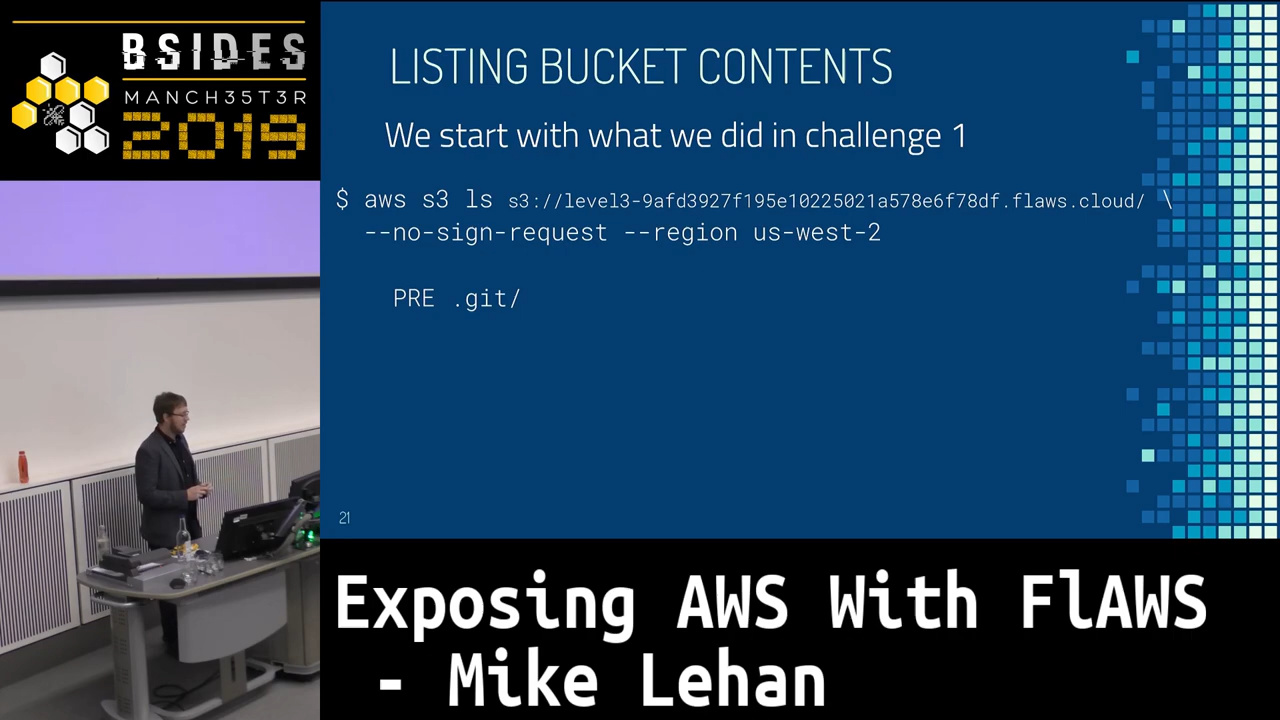 BSIDES
MANCH35T3R
2019
LISTING BUCKET CONTENTS
We start with what we did in challenge 1
$ aws s3 ls s3://level3-9afd3927f195e10225021a578e6f78df.flaws.cloud/ \
--no-sign-request --region us-west-2
PRE .git/
21
Exposing AWS With FlAWS
- Mike Lehan